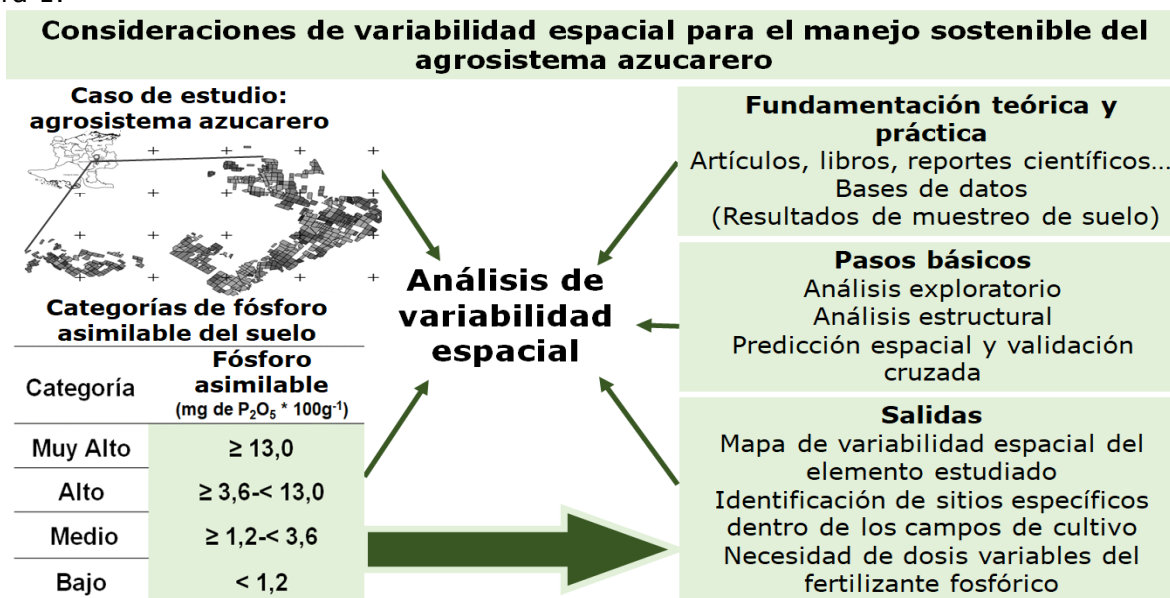 Consideraciones de variabilidad espacial para el manejo sostenible del
agrosistema azucarero
Caso de estudio:
agrosistema azucarero
Categorías de fósforo
asimilable del suelo
Categoría
Fósforo
asimilable
(mg de P₂O₅ * 100g⁻¹)
Muy Alto ≥ 13,0
Alto ≥ 3,6-< 13,0
Medio ≥ 1,2-< 3,6
Bajo < 1,2
Análisis de
variabilidad
espacial
Fundamentación teórica y
práctica
Artículos, libros, reportes científicos...
Bases de datos
(Resultados de muestreo de suelo)
Pasos básicos
Análisis exploratorio
Análisis estructural
Predicción espacial y validación
cruzada
Salidas
Mapa de variabilidad espacial del
elemento estudiado
Identificación de sitios específicos
dentro de los campos de cultivo
Necesidad de dosis variables del
fertilizante fosfórico